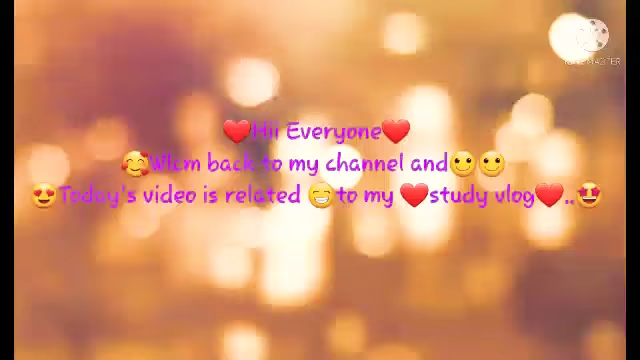 ❤️Hii Everyone❤️
🥰Wlcm back to my channel and🙂🙂
😍Today's video is related 😁to my ❤️study vlog❤️..🤩